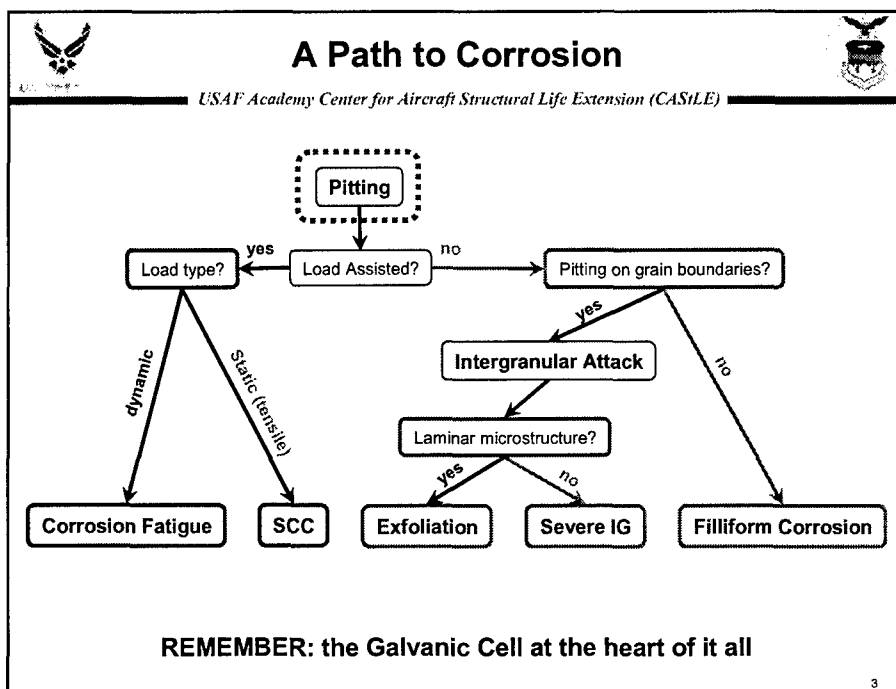 A Path to Corrosion
USAF Academy Center for Aircraft Structural Life Extension (CAStLE)
Pitting
Load type?
yes
Load Assisted?
no
Pitting on grain boundaries?
yes
no
Intergranular Attack
dynamic
Static (tensile)
Laminar microstructure?
yes
no
Corrosion Fatigue
SCC
Exfoliation
Severe IG
Filliform Corrosion
REMEMBER: the Galvanic Cell at the heart of it all
3